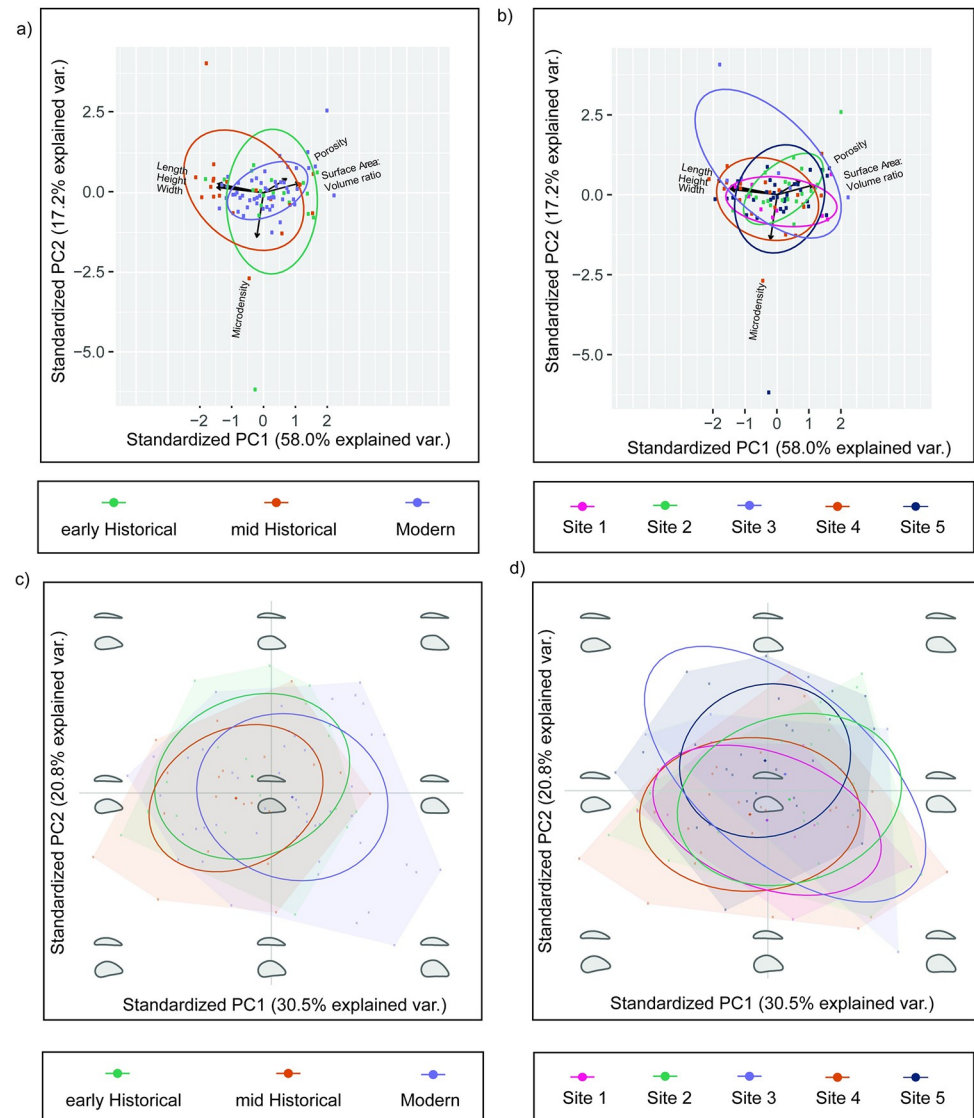 a)
Standardized PC2 (17.2% explained var.)
2.5
0.0
−2.5
−5.0
Length
Height
Width
Porosity
Surface Area:
Volume ratio
Microdensity
−2 −1 0 1 2
Standardized PC1 (58.0% explained var.)
early Historical mid Historical Modern
b)
Standardized PC2 (17.2% explained var.)
2.5
0.0
−2.5
−5.0
Length
Height
Width
Porosity
Surface Area:
Volume ratio
Microdensity
−2 −1 0 1 2
Standardized PC1 (58.0% explained var.)
Site 1 Site 2 Site 3 Site 4 Site 5
c)
Standardized PC2 (20.8% explained var.)
Standardized PC1 (30.5% explained var.)
early Historical mid Historical Modern
d)
Standardized PC2 (20.8% explained var.)
Standardized PC1 (30.5% explained var.)
Site 1 Site 2 Site 3 Site 4 Site 5